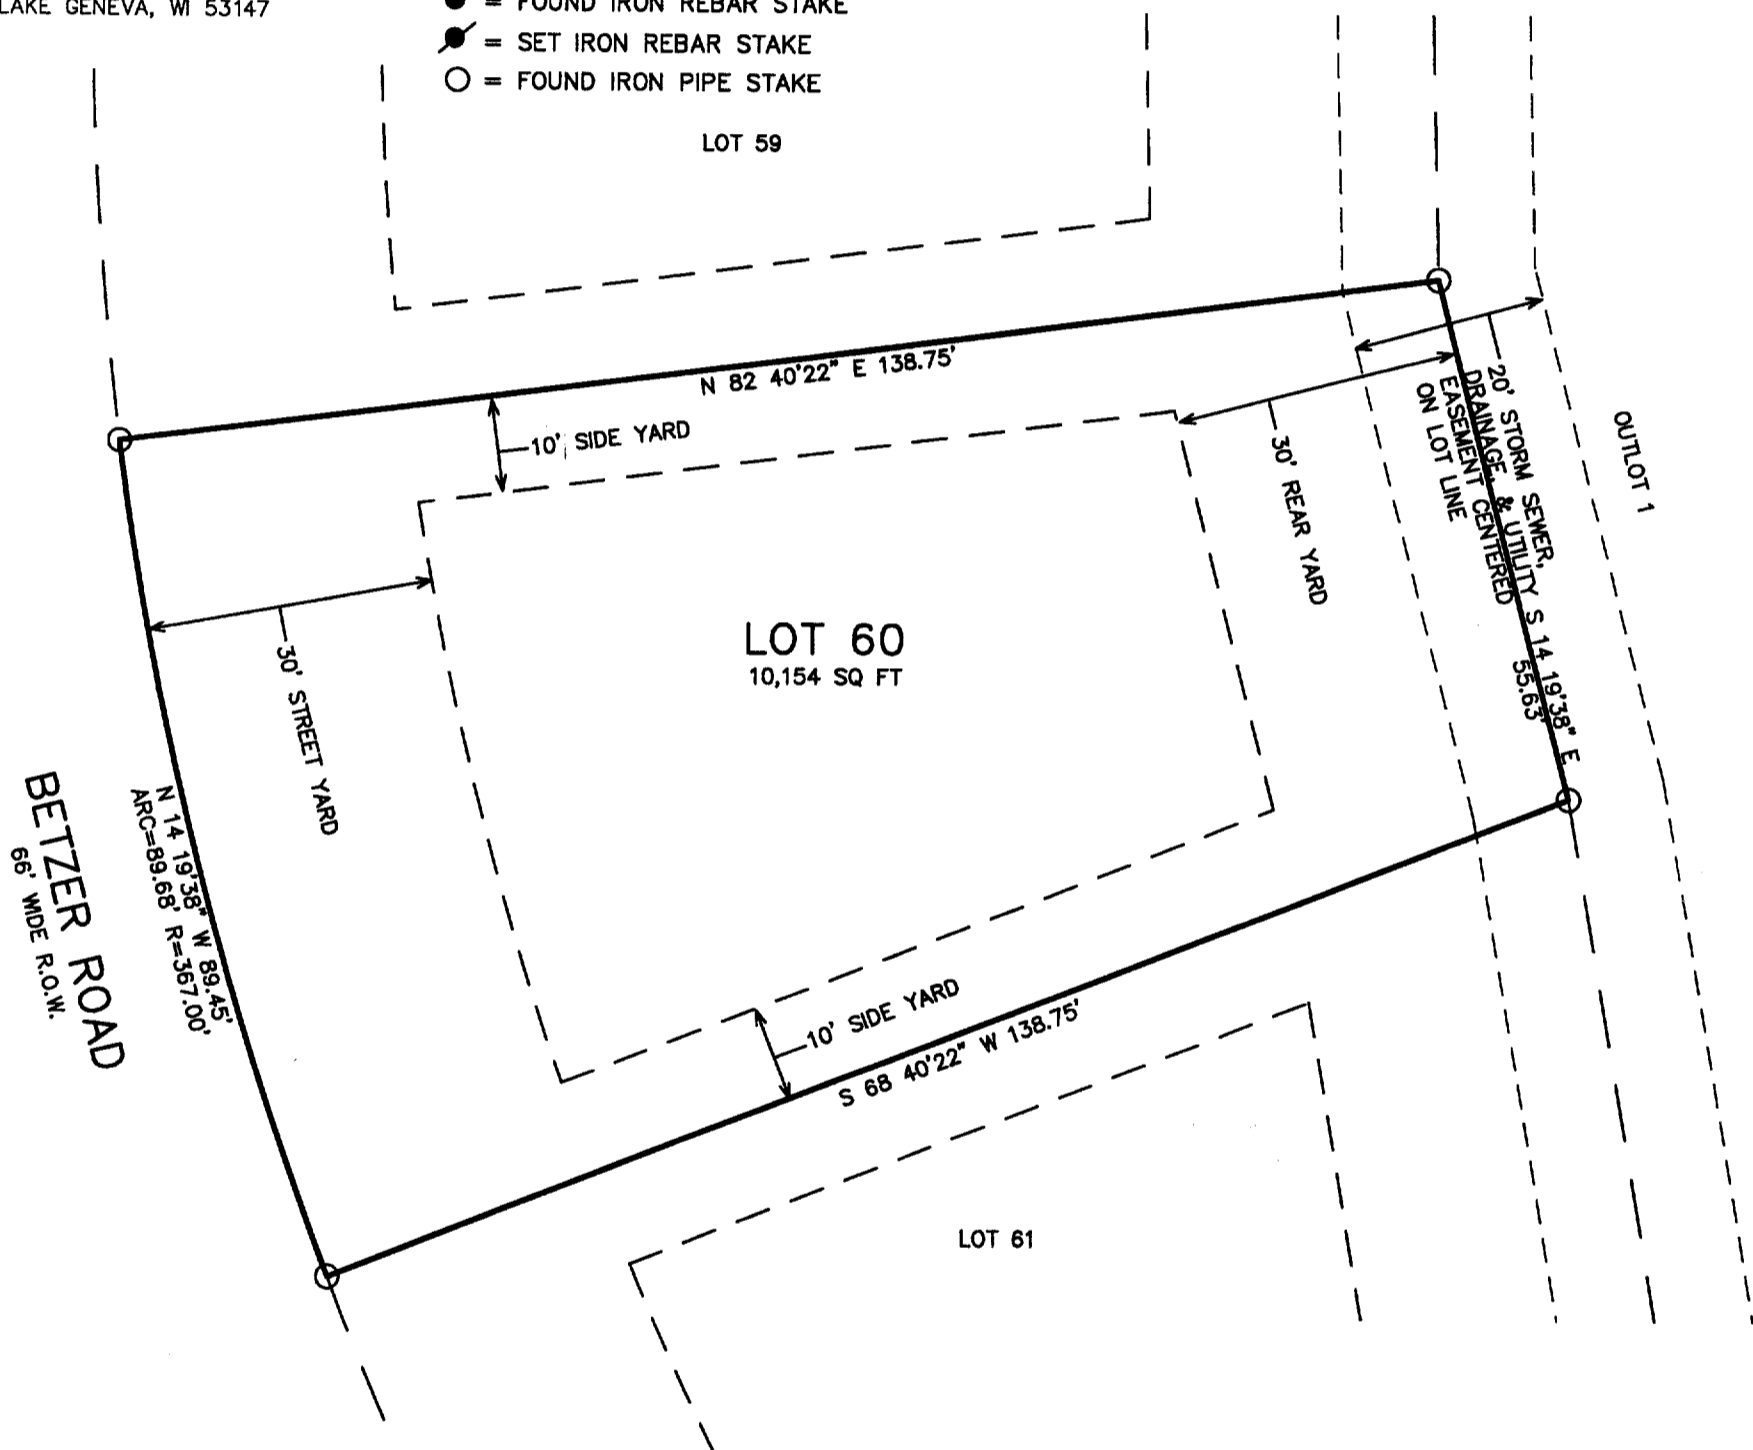 LAKE GENEVA, WI 53147
= FOUND IRON REBAR STAKE
= SET IRON REBAR STAKE
= FOUND IRON PIPE STAKE
LOT 59
N 82 40'22" E 138.75'
10' SIDE YARD
20' STORM SEWER,
DRAINAGE, & UTILITY
EASEMENT CENTERED
ON LOT LINE
OUTLOT 1
30' REAR YARD
S 14 19'38" E
55.63'
LOT 60
10,154 SQ FT
30' STREET YARD
BETZER ROAD
66' WIDE R.O.W.
N 14 19'38" W 89.45'
ARC=89.68' R=367.00'
10' SIDE YARD
S 68 40'22" W 138.75'
LOT 61